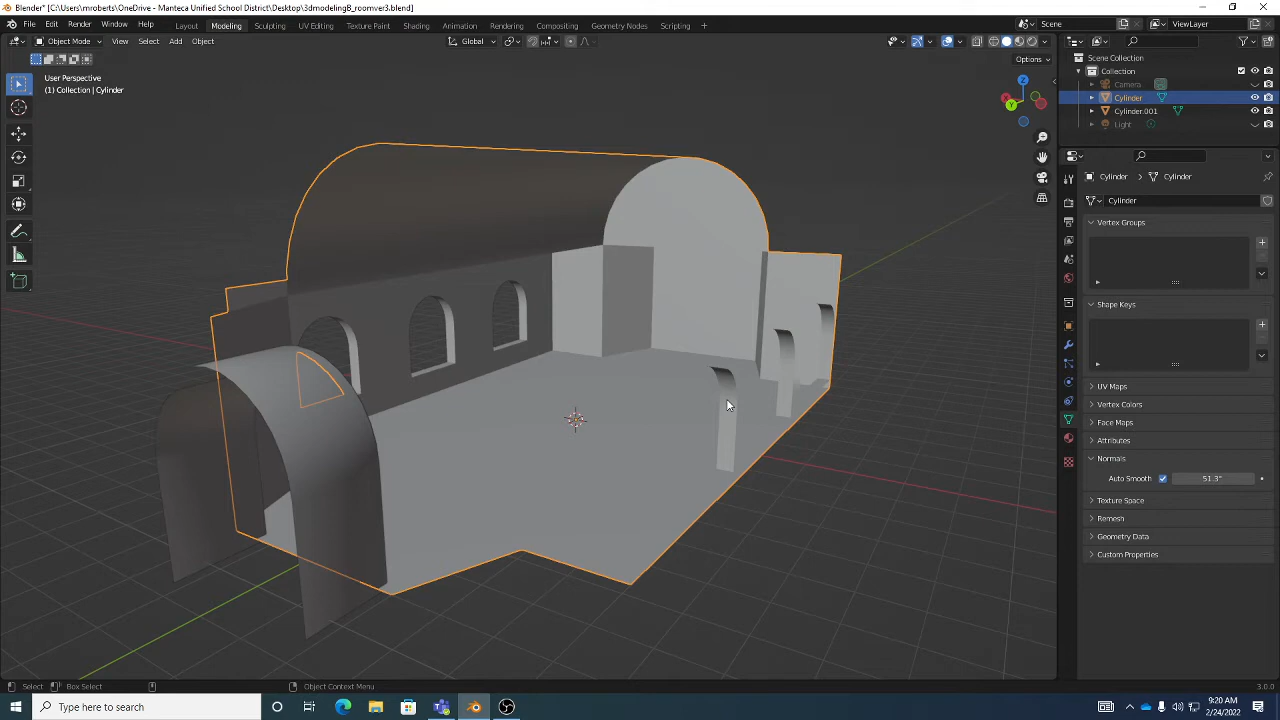 Blender* [C:\Users\mroberts\OneDrive - Manteca Unified School District\Desktop\3dmodeling8_roomver3.blend]
File Edit Render Window Help Layout Modeling Sculpting UV Editing Texture Paint Shading Animation Rendering Compositing Geometry Nodes Scripting + Scene ViewLayer
Object Mode View Select Add Object Global
Options
User Perspective
(1) Collection | Cylinder
Z
X
Y
Scene Collection
Collection
Camera
Cylinder
Cylinder.001
Light
Cylinder > Cylinder
Cylinder
Vertex Groups
Shape Keys
UV Maps
Vertex Colors
Face Maps
Attributes
Normals
Auto Smooth 51.3°
Texture Space
Remesh
Geometry Data
Custom Properties
Select Box Select Object Context Menu 3.0.0
Type here to search
9:20 AM
2/24/2022